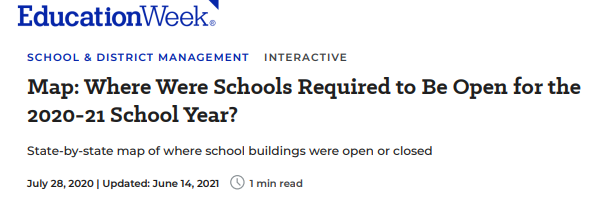 EducationWeek®
SCHOOL & DISTRICT MANAGEMENT INTERACTIVE
Map: Where Were Schools Required to Be Open for the
2020-21 School Year?
State-by-state map of where school buildings were open or closed
July 28, 2020 | Updated: June 14, 2021 1 min read